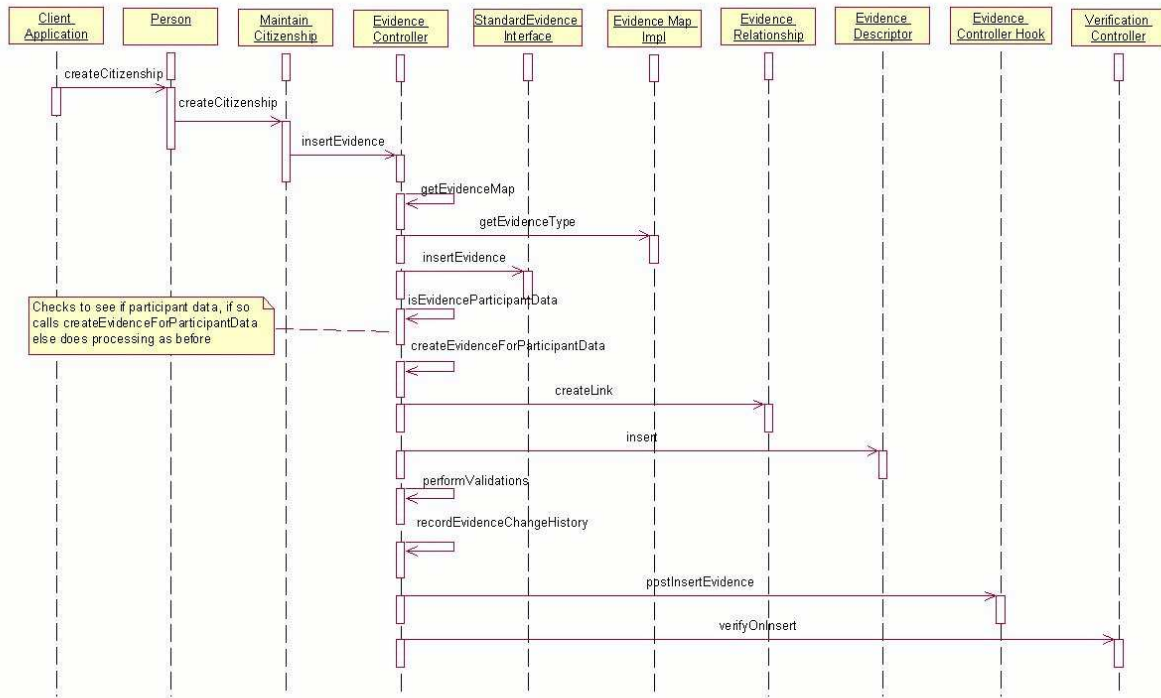 Client
Application
Person
Maintain
Citizenship
Evidence
Controller
StandardEvidence
Interface
Evidence Map
Impl
Evidence
Relationship
Evidence
Descriptor
Evidence
Controller Hook
Verification
Controller
createCitizenship
createCitizenship
insertEvidence
getEvidenceMap
getEvidenceType
insertEvidence
isEvidenceParticipantData
Checks to see if participant data, if so
calls createEvidenceForParticipantData
else does processing as before
createEvidenceForParticipantData
createLink
insert
performValidations
recordEvidenceChangeHistory
postInsertEvidence
verifyOnInsert